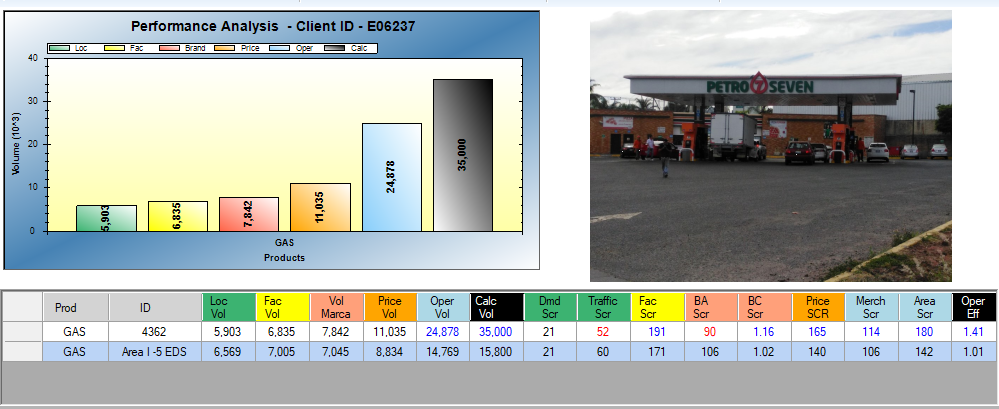 Performance Analysis - Client ID - E06237
Loc Fac Brand Price Oper Calc
40
30
20
10
0
Volume (10^3)
5,903
6,835
7,842
11,035
24,878
35,000
GAS
Products
PETRO 7 SEVEN
Prod ID Loc Vol Fac Vol Vol Marca Price Vol Oper Vol Calc Vol Dmd Scr Traffic Scr Fac Scr BA Scr BC Scr Price SCR Merch Scr Area Scr Oper Eff
GAS 4362 5,903 6,835 7,842 11,035 24,878 35,000 21 52 191 90 1.16 165 114 180 1.41
GAS Area I -5 EDS 6,569 7,005 7,045 8,834 14,769 15,800 21 60 171 106 1.02 140 106 142 1.01